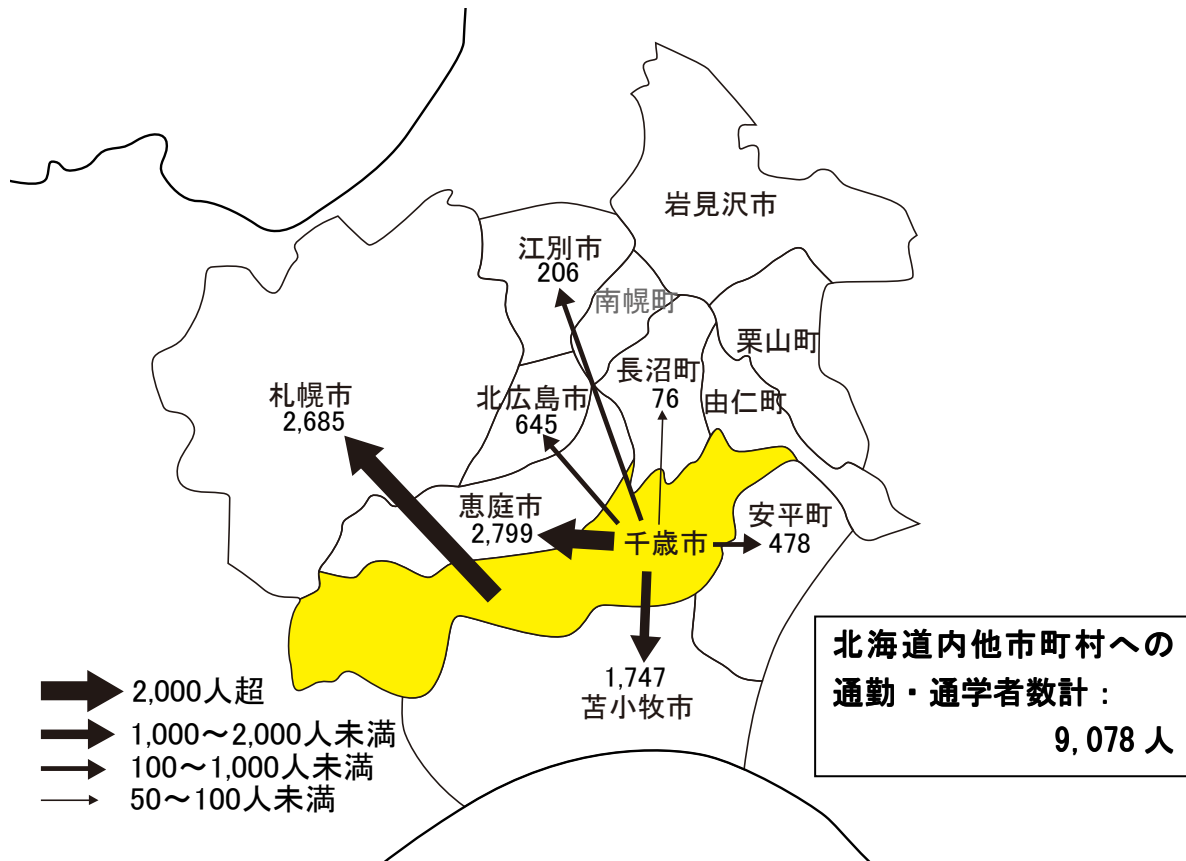 岩見沢市
江別市
206
南幌町
栗山町
長沼町
76
札幌市
2,685
北広島市
645
由仁町
恵庭市
2,799
千歳市
安平町
478
1,747
苫小牧市
2,000人超
1,000～2,000人未満
100～1,000人未満
50～100人未満
北海道内他市町村への
通勤・通学者数計：
9,078 人